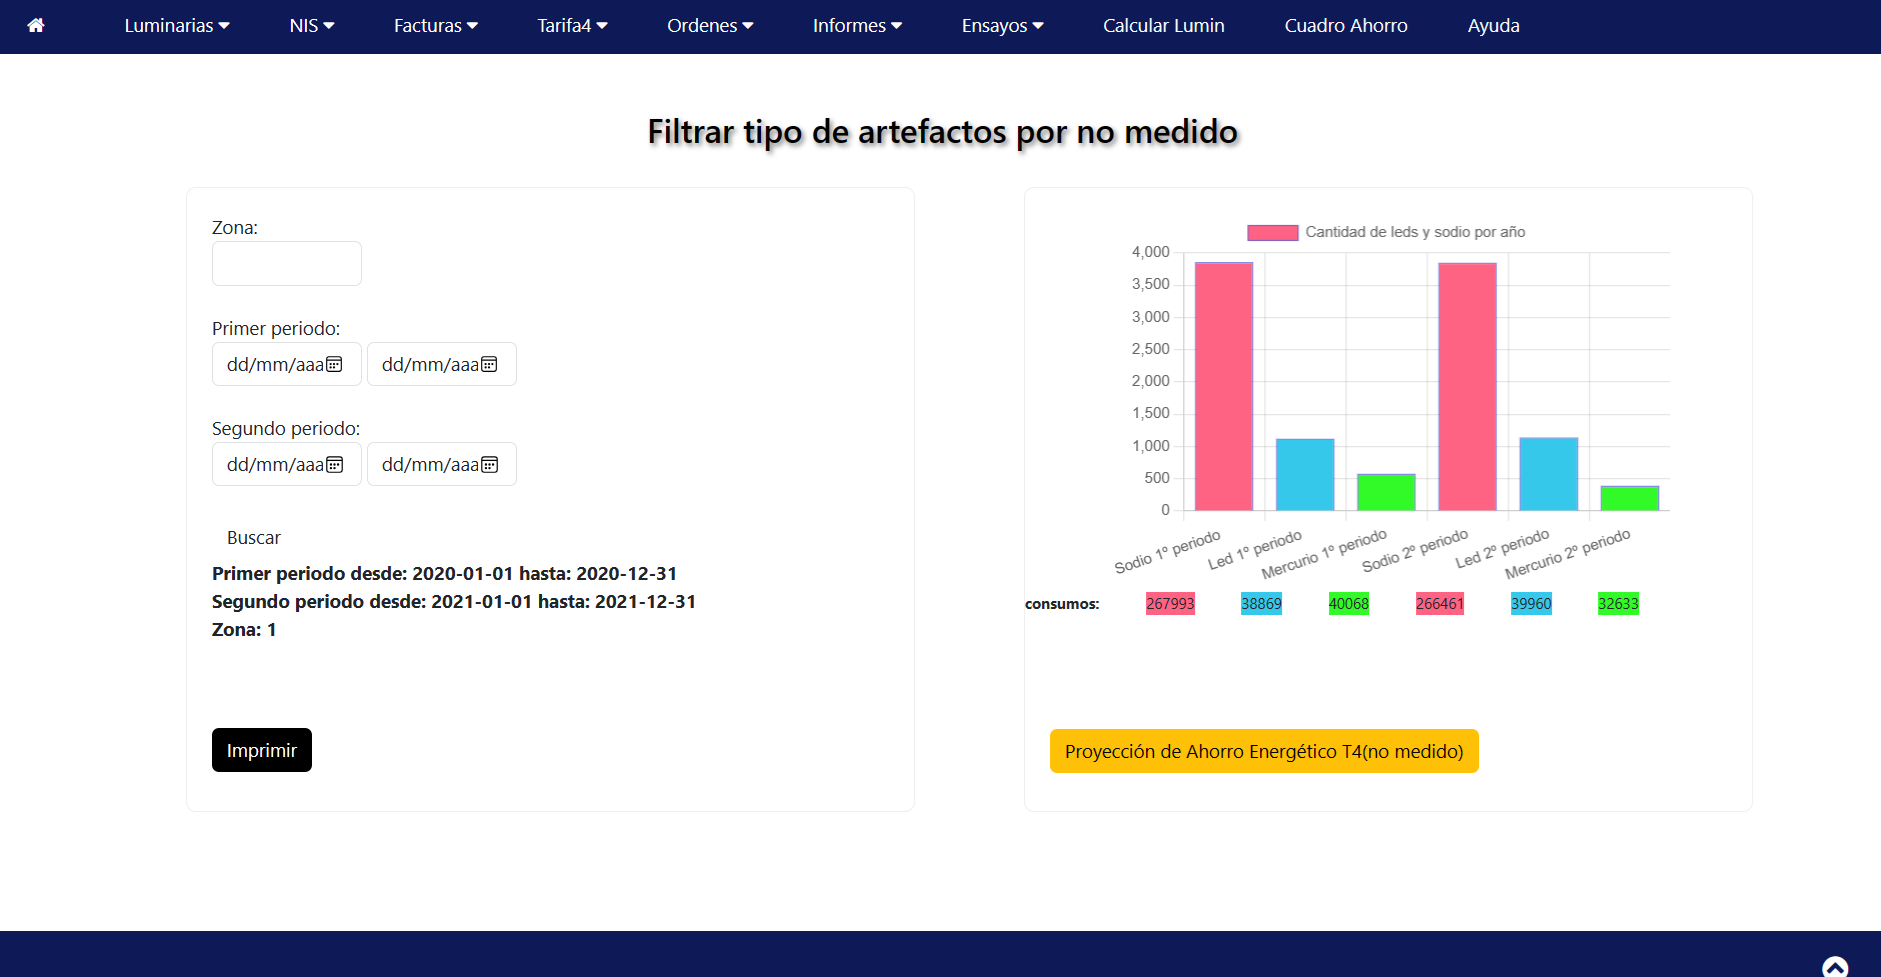 Luminarias NIS Facturas Tarifa4 Ordenes Informes Ensayos Calcular Lumin Cuadro Ahorro Ayuda
Filtrar tipo de artefactos por no medido
Zona:
Primer periodo:
dd/mm/aaa dd/mm/aaa
Segundo periodo:
dd/mm/aaa dd/mm/aaa
Buscar
Primer periodo desde: 2020-01-01 hasta: 2020-12-31
Segundo periodo desde: 2021-01-01 hasta: 2021-12-31
Zona: 1
Imprimir
Cantidad de leds y sodio por año
4,000
3,500
3,000
2,500
2,000
1,500
1,000
500
0
Sodio 1º periodo
Led 1º periodo
Mercurio 1º periodo
Sodio 2º periodo
Led 2º periodo
Mercurio 2º periodo
consumos: 267993 38869 40068 266461 39960 32633
Proyección de Ahorro Energético T4(no medido)